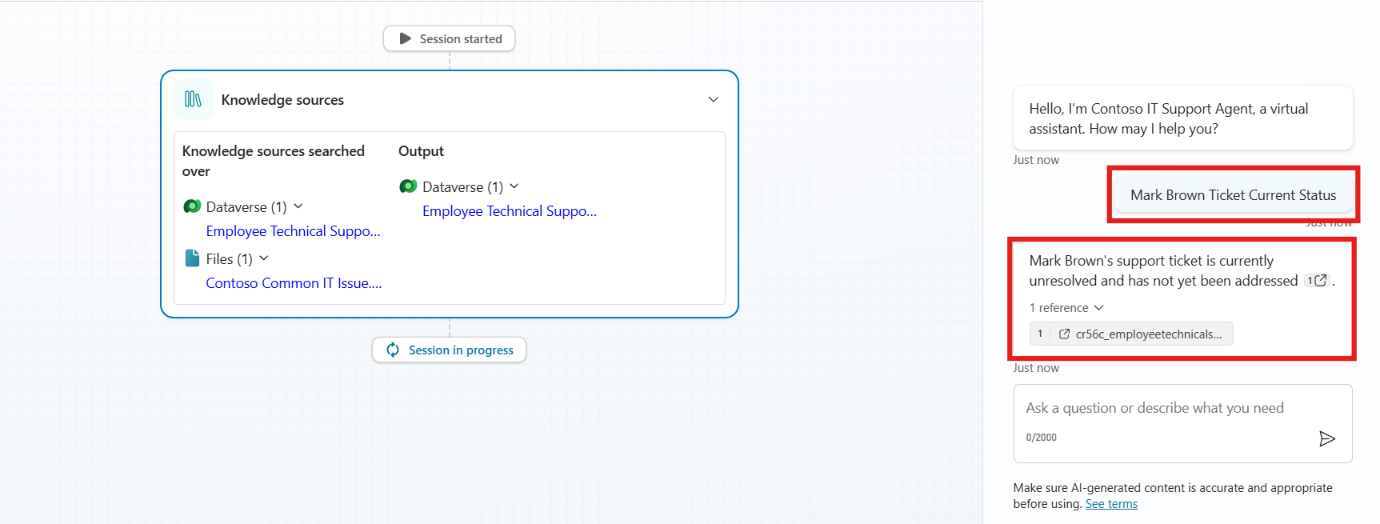 Session started
Knowledge sources
Knowledge sources searched
over
Dataverse (1)
Employee Technical Suppo...
Files (1)
Contoso Common IT Issue....
Output
Dataverse (1)
Employee Technical Suppo...
Session in progress
Hello, I'm Contoso IT Support Agent, a virtual
assistant. How may I help you?
Just now
Mark Brown Ticket Current Status
Just now
Mark Brown's support ticket is currently
unresolved and has not yet been addressed 1 .
1 reference
1 cr56c_employeetechnicals...
Just now
Ask a question or describe what you need
0/2000
Make sure AI-generated content is accurate and appropriate
before using. See terms